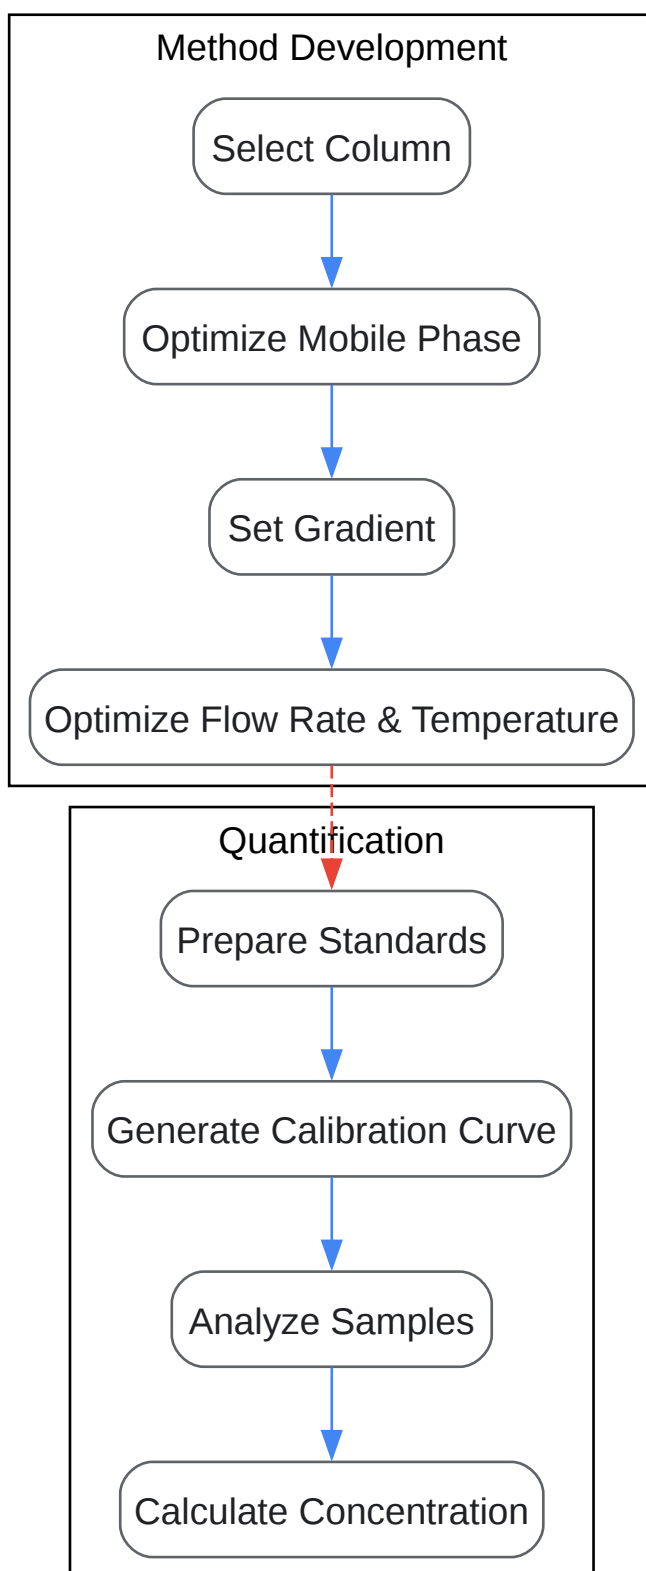 Method Development
Select Column
Optimize Mobile Phase
Set Gradient
Optimize Flow Rate & Temperature
Quantification
Prepare Standards
Generate Calibration Curve
Analyze Samples
Calculate Concentration